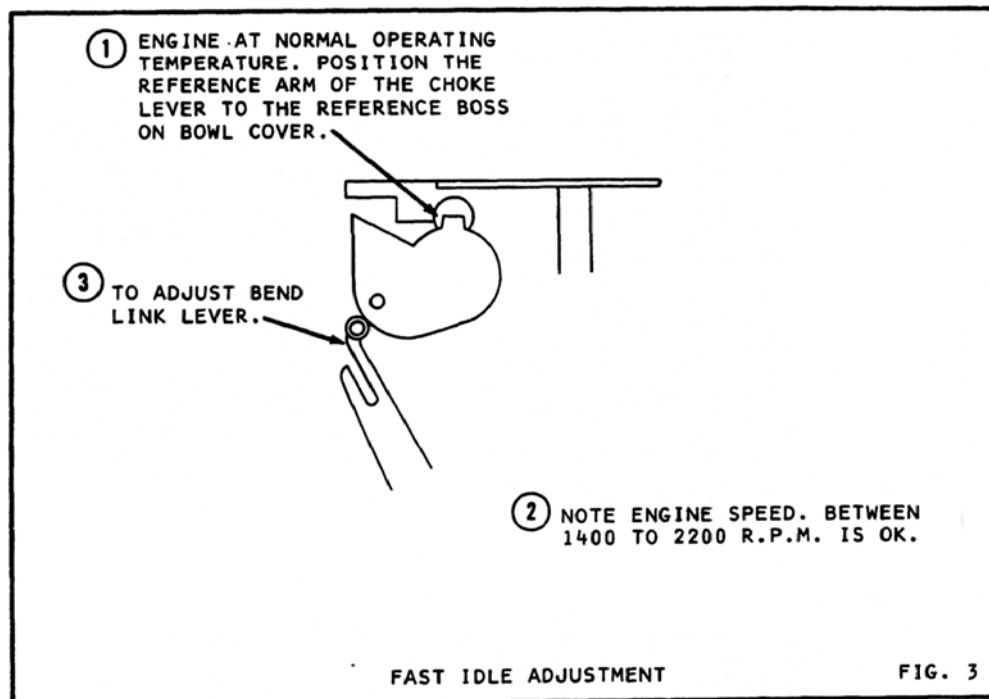 1 ENGINE AT NORMAL OPERATING
TEMPERATURE. POSITION THE
REFERENCE ARM OF THE CHOKE
LEVER TO THE REFERENCE BOSS
ON BOWL COVER.
3 TO ADJUST BEND
LINK LEVER.
2 NOTE ENGINE SPEED. BETWEEN
1400 TO 2200 R.P.M. IS OK.
FAST IDLE ADJUSTMENT
FIG. 3